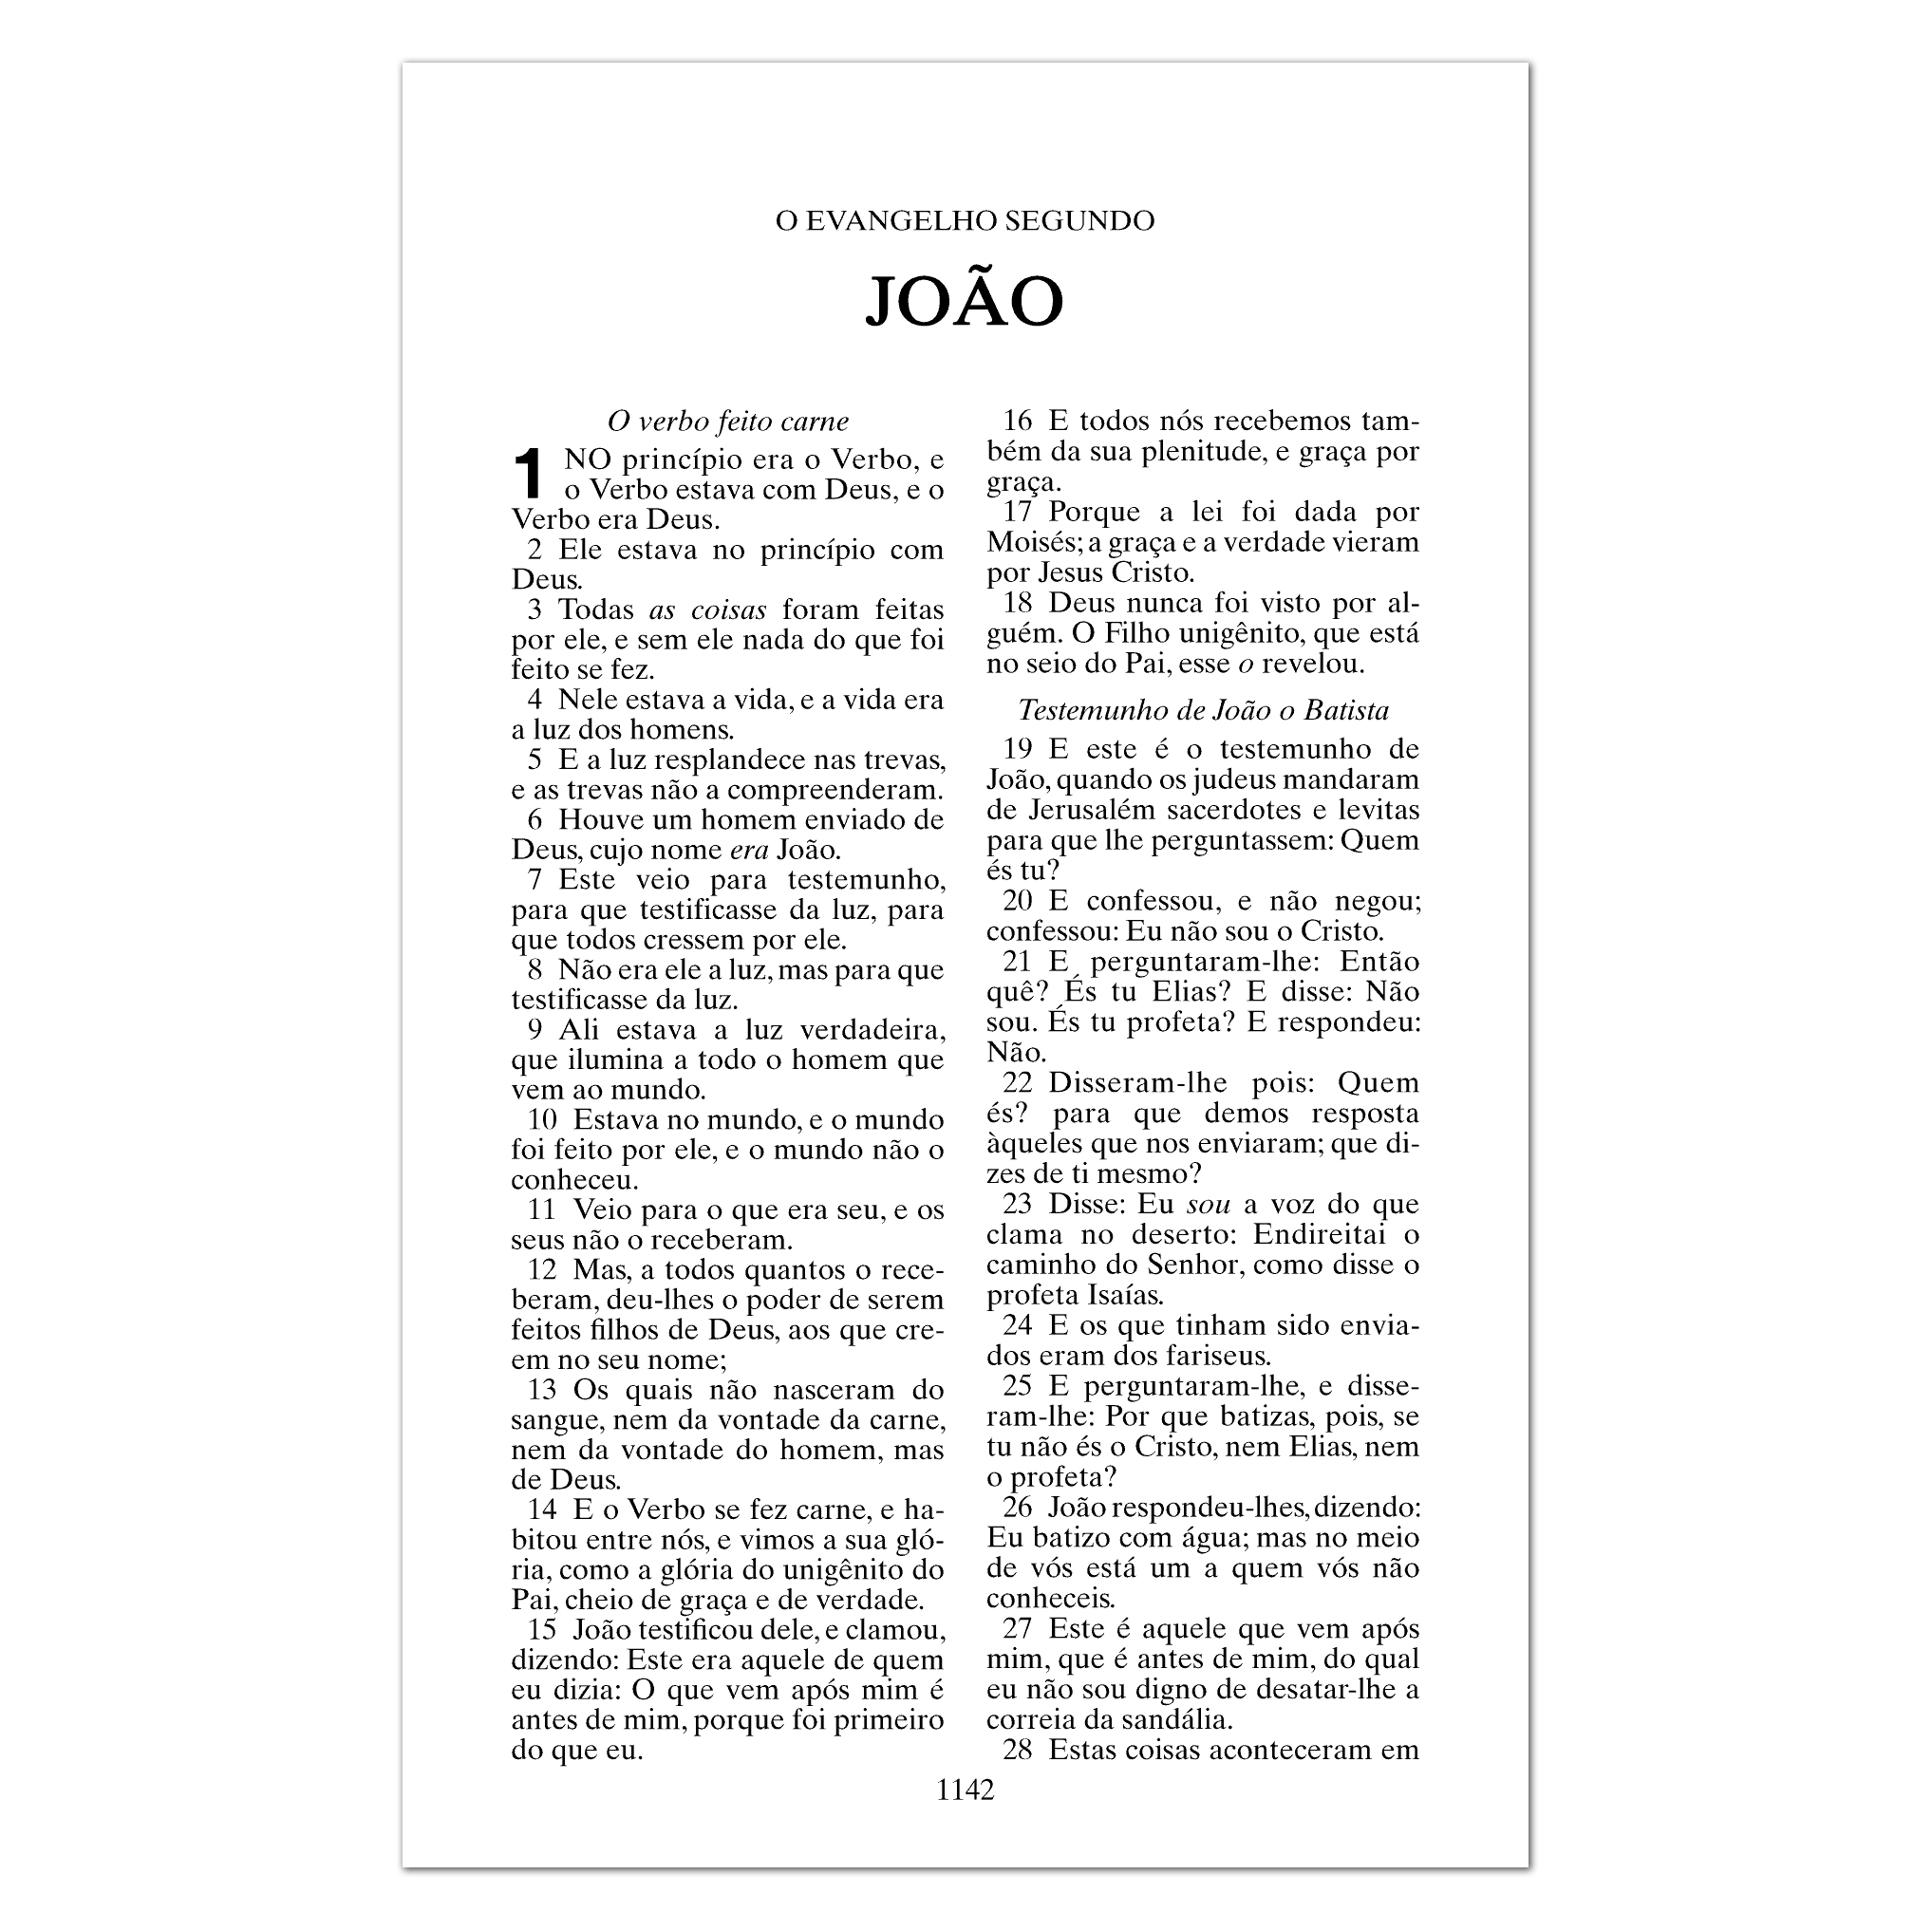 O EVANGELHO SEGUNDO
JOÃO
O verbo feito carne
1 NO princípio era o Verbo, e
o Verbo estava com Deus, e o
Verbo era Deus.
2 Ele estava no princípio com
Deus.
3 Todas as coisas foram feitas
por ele, e sem ele nada do que foi
feito se fez.
4 Nele estava a vida, e a vida era
a luz dos homens.
5 E a luz resplandece nas trevas,
e as trevas não a compreenderam.
6 Houve um homem enviado de
Deus, cujo nome era João.
7 Este veio para testemunho,
para que testificasse da luz, para
que todos cressem por ele.
8 Não era ele a luz, mas para que
testificasse da luz.
9 Ali estava a luz verdadeira,
que ilumina a todo o homem que
vem ao mundo.
10 Estava no mundo, e o mundo
foi feito por ele, e o mundo não o
conheceu.
11 Veio para o que era seu, e os
seus não o receberam.
12 Mas, a todos quantos o rece-
beram, deu-lhes o poder de serem
feitos filhos de Deus, aos que cre-
em no seu nome;
13 Os quais não nasceram do
sangue, nem da vontade da carne,
nem da vontade do homem, mas
de Deus.
14 E o Verbo se fez carne, e ha-
bitou entre nós, e vimos a sua gló-
ria, como a glória do unigênito do
Pai, cheio de graça e de verdade.
15 João testificou dele, e clamou,
dizendo: Este era aquele de quem
eu dizia: O que vem após mim é
antes de mim, porque foi primeiro
do que eu.
16 E todos nós recebemos tam-
bém da sua plenitude, e graça por
graça.
17 Porque a lei foi dada por
Moisés; a graça e a verdade vieram
por Jesus Cristo.
18 Deus nunca foi visto por al-
guém. O Filho unigênito, que está
no seio do Pai, esse o revelou.
Testemunho de João o Batista
19 E este é o testemunho de
João, quando os judeus mandaram
de Jerusalém sacerdotes e levitas
para que lhe perguntassem: Quem
és tu?
20 E confessou, e não negou;
confessou: Eu não sou o Cristo.
21 E perguntaram-lhe: Então
quê? És tu Elias? E disse: Não
sou. És tu profeta? E respondeu:
Não.
22 Disseram-lhe pois: Quem
és? para que demos resposta
àqueles que nos enviaram; que di-
zes de ti mesmo?
23 Disse: Eu sou a voz do que
clama no deserto: Endireitai o
caminho do Senhor, como disse o
profeta Isaías.
24 E os que tinham sido envia-
dos eram dos fariseus.
25 E perguntaram-lhe, e disse-
ram-lhe: Por que batizas, pois, se
tu não és o Cristo, nem Elias, nem
o profeta?
26 João respondeu-lhes, dizendo:
Eu batizo com água; mas no meio
de vós está um a quem vós não
conheceis.
27 Este é aquele que vem após
mim, que é antes de mim, do qual
eu não sou digno de desatar-lhe a
correia da sandália.
28 Estas coisas aconteceram em
1142